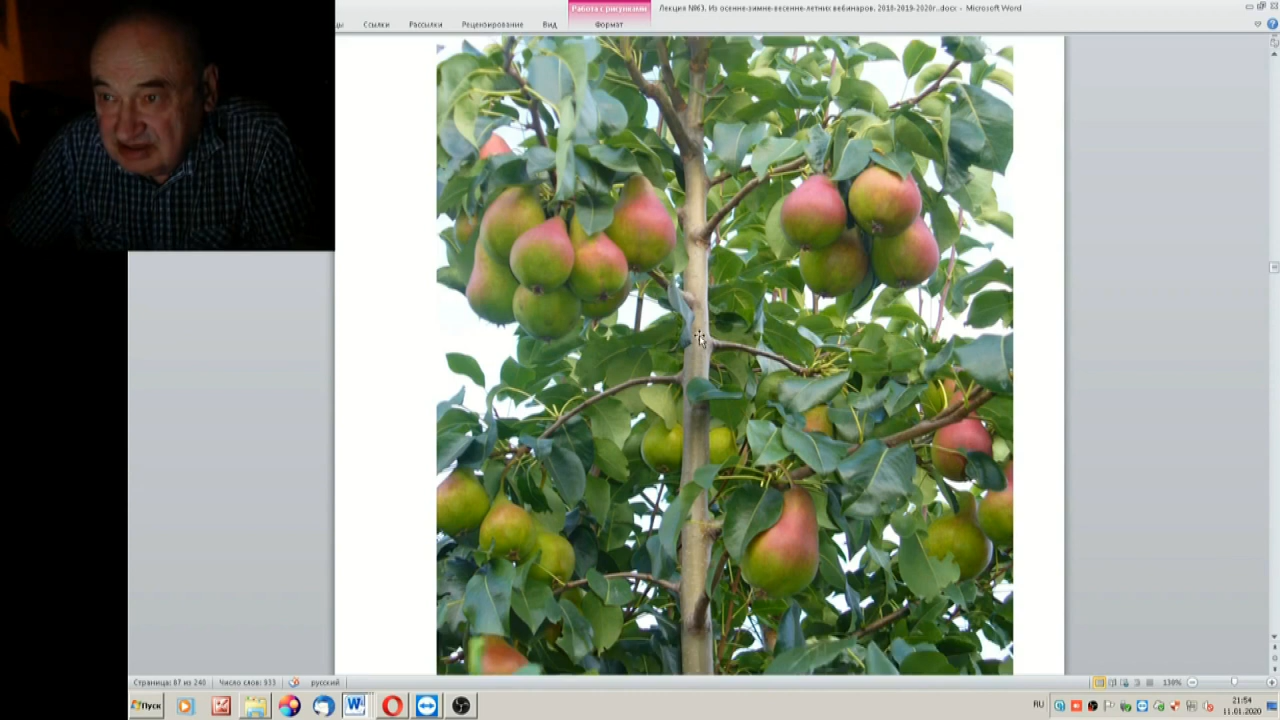 Работа с рисунками
Лекция №63. Из осенне-зимне-весенне-летних вебинаров. 2018-2019-2020г..docx - Microsoft Word
Ссылки Рассылки Рецензирование Вид Формат
Страница: 87 из 240 Число слов: 933 русский 130%
Пуск RU 21:54
11.01.2020